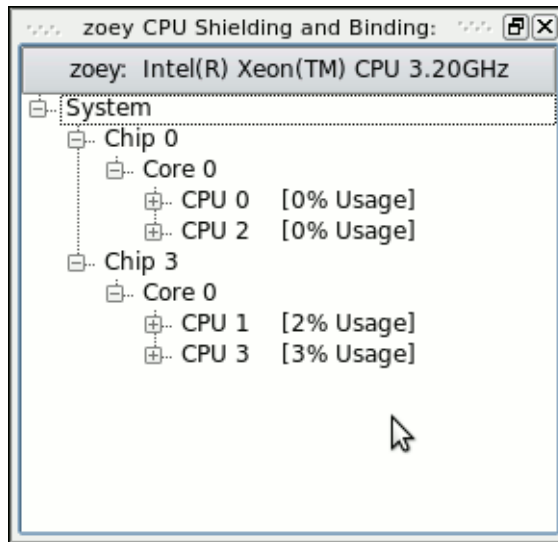 zoey CPU Shielding and Binding:
zoey: Intel(R) Xeon(TM) CPU 3.20GHz
System
Chip 0
Core 0
CPU 0 [0% Usage]
CPU 2 [0% Usage]
Chip 3
Core 0
CPU 1 [2% Usage]
CPU 3 [3% Usage]